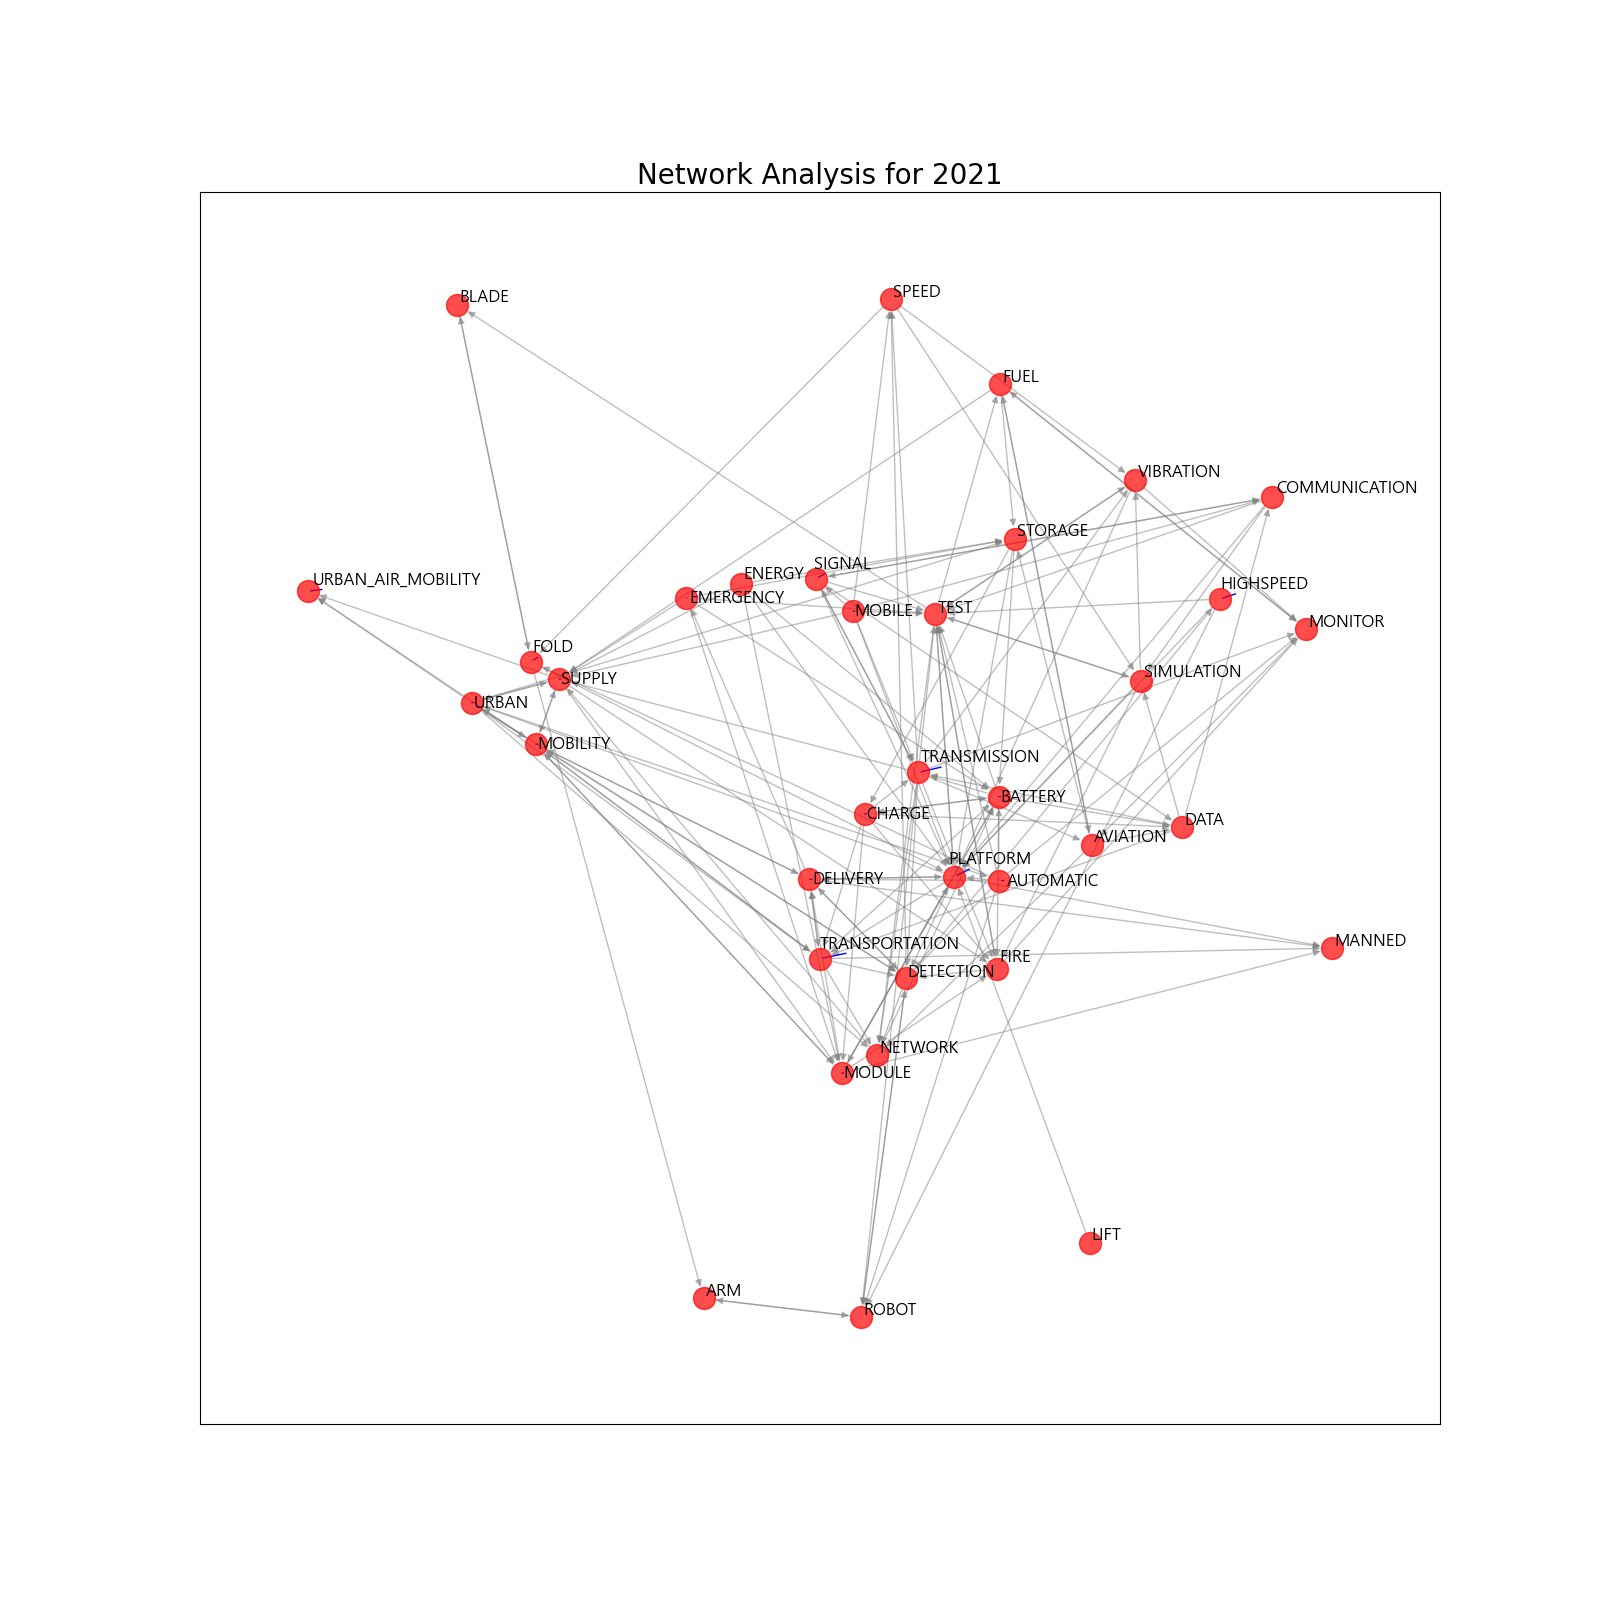 Network Analysis for 2021
SPEED
BLADE
FUEL
VIBRATION
COMMUNICATION
STORAGE
SIGNAL
ENERGY
URBAN_AIR_MOBILITY
HIGHSPEED
EMERGENCY
TEST
MOBILE
MONITOR
FOLD
SIMULATION
SUPPLY
URBAN
MOBILITY
TRANSMISSION
BATTERY
CHARGE
DATA
AVIATION
PLATFORM
DELIVERY
AUTOMATIC
MANNED
TRANSPORTATION
FIRE
DETECTION
NETWORK
MODULE
LIFT
ARM
ROBOT